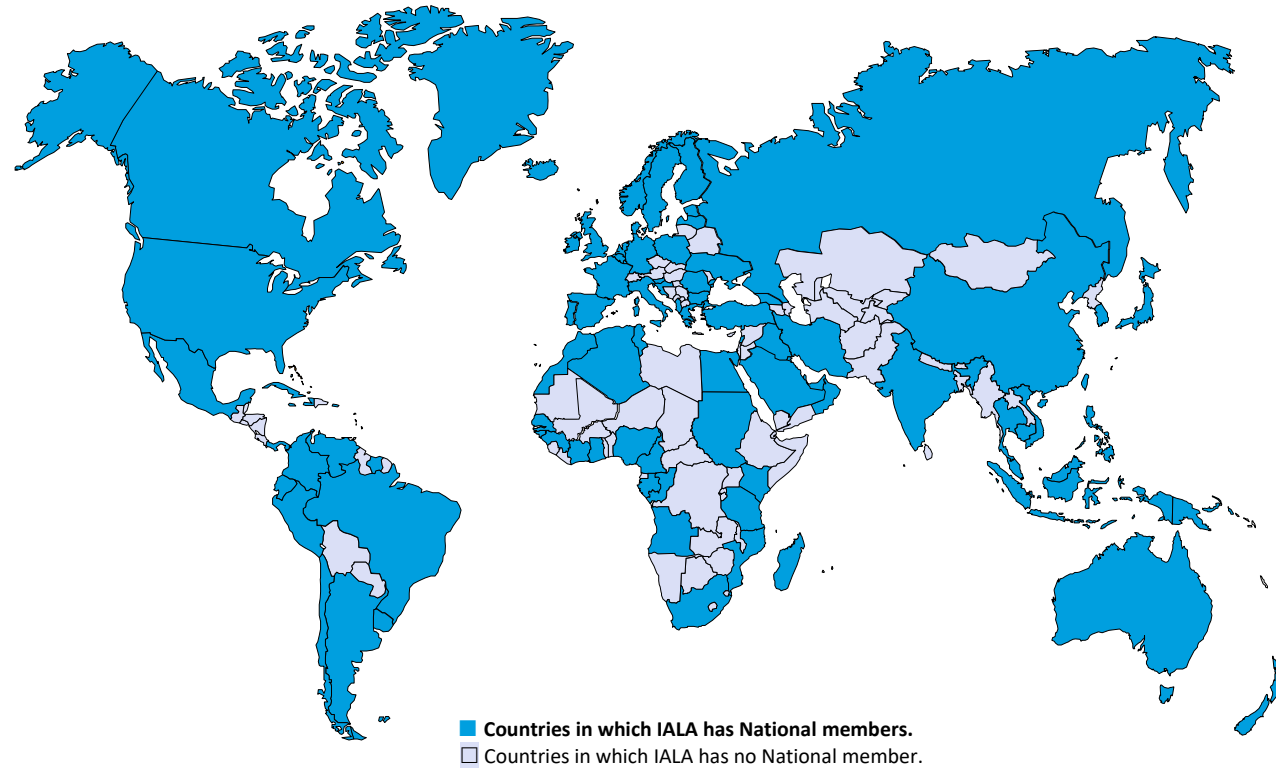 Countries in which IALA has National members.
Countries in which IALA has no National member.